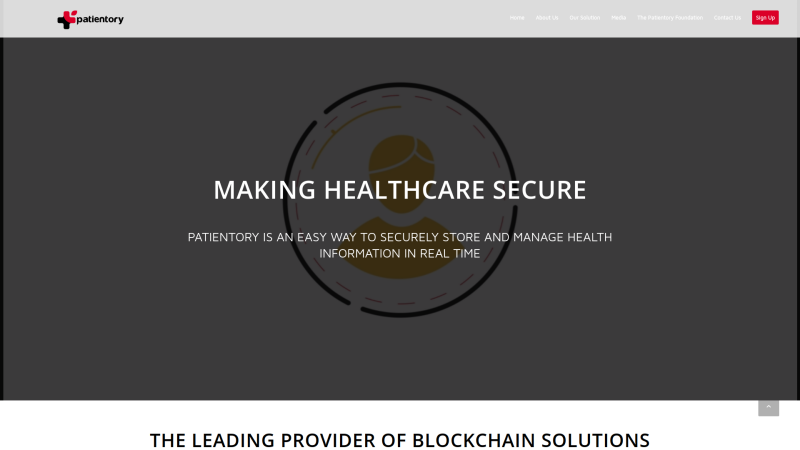 patientory
Home About Us Our Solution Media The Patientory Foundation Contact Us Sign Up
MAKING HEALTHCARE SECURE
PATIENTORY IS AN EASY WAY TO SECURELY STORE AND MANAGE HEALTH
INFORMATION IN REAL TIME
THE LEADING PROVIDER OF BLOCKCHAIN SOLUTIONS